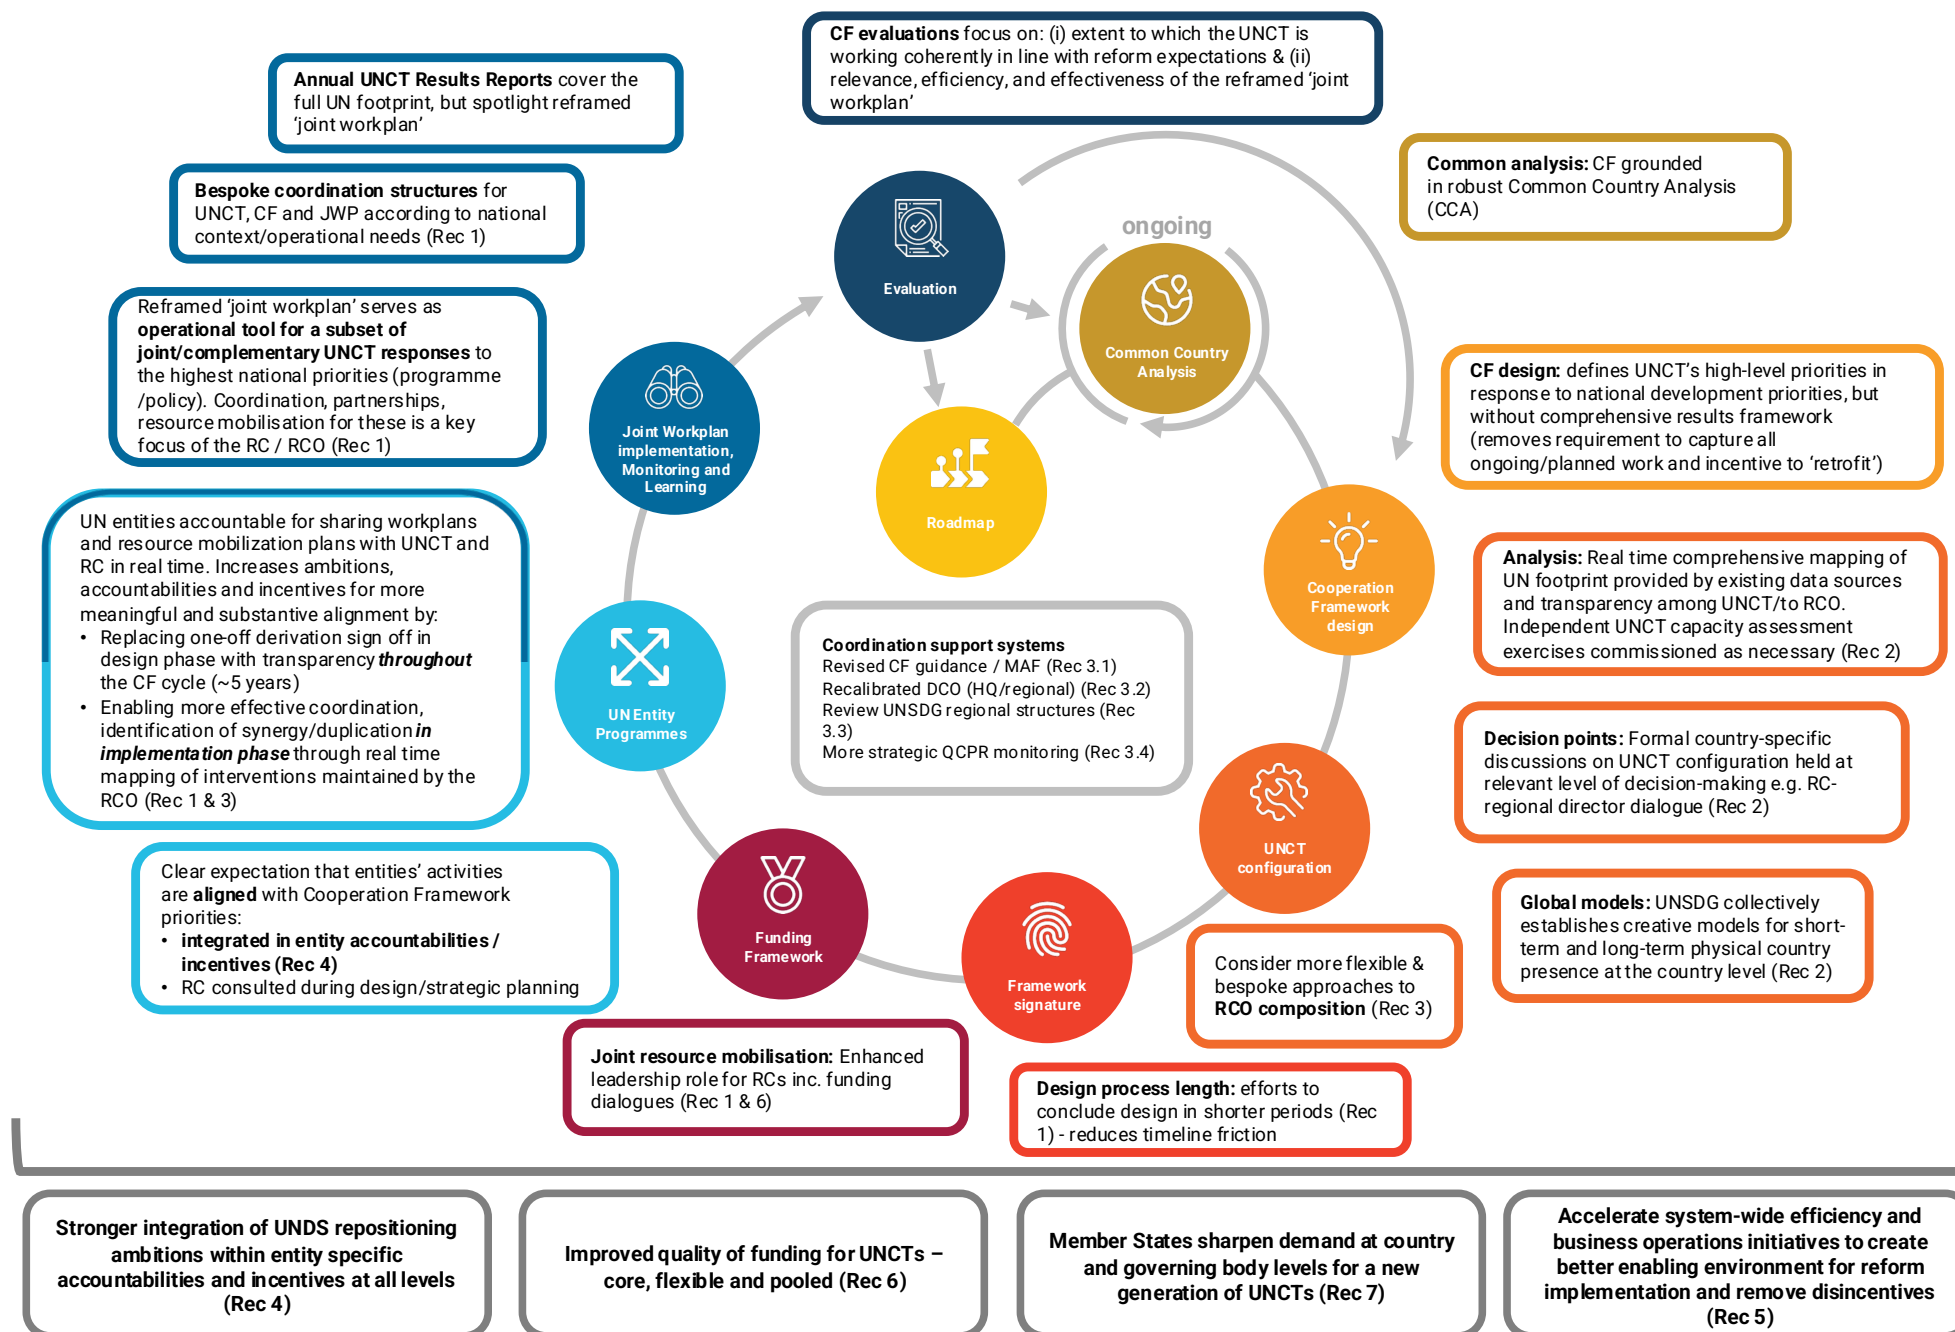 CF evaluations focus on: (i) extent to which the UNCT is
working coherently in line with reform expectations & (ii)
relevance, efficiency, and effectiveness of the reframed ‘joint
workplan’
Annual UNCT Results Reports cover the
full UN footprint, but spotlight reframed
‘joint workplan’
Common analysis: CF grounded
in robust Common Country Analysis
(CCA)
Bespoke coordination structures for
UNCT, CF and JWP according to national
context/operational needs (Rec 1)
ongoing
Evaluation
Common Country
Analysis
Reframed ‘joint workplan’ serves as
operational tool for a subset of
joint/complementary UNCT responses to
the highest national priorities (programme
/policy). Coordination, partnerships,
resource mobilisation for these is a key
focus of the RC / RCO (Rec 1)
Joint Workplan
implementation,
Monitoring and
Learning
Roadmap
CF design: defines UNCT’s high-level priorities in
response to national development priorities, but
without comprehensive results framework
(removes requirement to capture all
ongoing/planned work and incentive to ‘retrofit’)
Cooperation
Framework
design
UN entities accountable for sharing workplans
and resource mobilization plans with UNCT and
RC in real time. Increases ambitions,
accountabilities and incentives for more
meaningful and substantive alignment by:
• Replacing one-off derivation sign off in
design phase with transparency throughout
the CF cycle (~5 years)
• Enabling more effective coordination,
identification of synergy/duplication in
implementation phase through real time
mapping of interventions maintained by the
RCO (Rec 1 & 3)
UN Entity
Programmes
Coordination support systems
Revised CF guidance / MAF (Rec 3.1)
Recalibrated DCO (HQ/regional) (Rec 3.2)
Review UNSDG regional structures (Rec
3.3)
More strategic QCPR monitoring (Rec 3.4)
Analysis: Real time comprehensive mapping of
UN footprint provided by existing data sources
and transparency among UNCT/to RCO.
Independent UNCT capacity assessment
exercises commissioned as necessary (Rec 2)
Decision points: Formal country-specific
discussions on UNCT configuration held at
relevant level of decision-making e.g. RC-
regional director dialogue (Rec 2)
UNCT
configuration
Clear expectation that entities’ activities
are aligned with Cooperation Framework
priorities:
• integrated in entity accountabilities /
incentives (Rec 4)
• RC consulted during design/strategic planning
Funding
Framework
Framework
signature
Global models: UNSDG collectively
establishes creative models for short-
term and long-term physical country
presence at the country level (Rec 2)
Consider more flexible &
bespoke approaches to
RCO composition (Rec 3)
Joint resource mobilisation: Enhanced
leadership role for RCs inc. funding
dialogues (Rec 1 & 6)
Design process length: efforts to
conclude design in shorter periods (Rec
1) - reduces timeline friction
Stronger integration of UNDS repositioning
ambitions within entity specific
accountabilities and incentives at all levels
(Rec 4)
Improved quality of funding for UNCTs –
core, flexible and pooled (Rec 6)
Member States sharpen demand at country
and governing body levels for a new
generation of UNCTs (Rec 7)
Accelerate system-wide efficiency and
business operations initiatives to create
better enabling environment for reform
implementation and remove disincentives
(Rec 5)